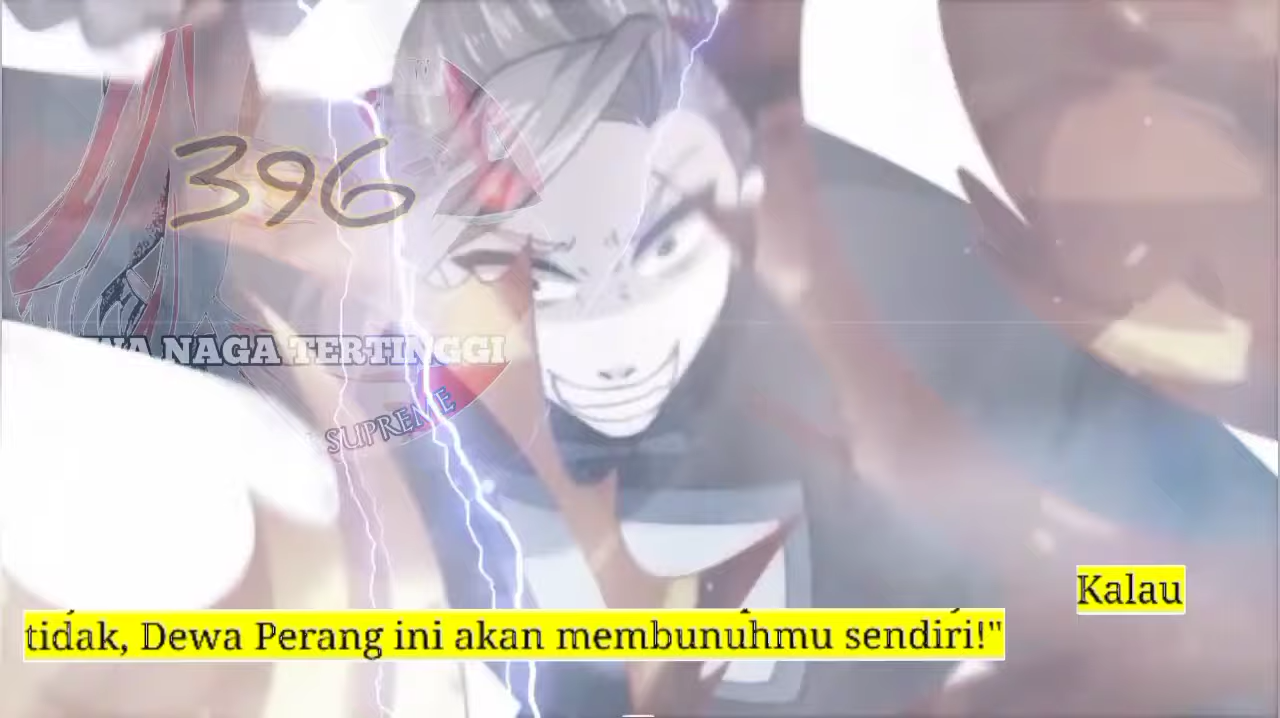 396
NAGA TERTINGGI
SUPREME
Kalau
tidak, Dewa Perang ini akan membunuhmu sendiri!"